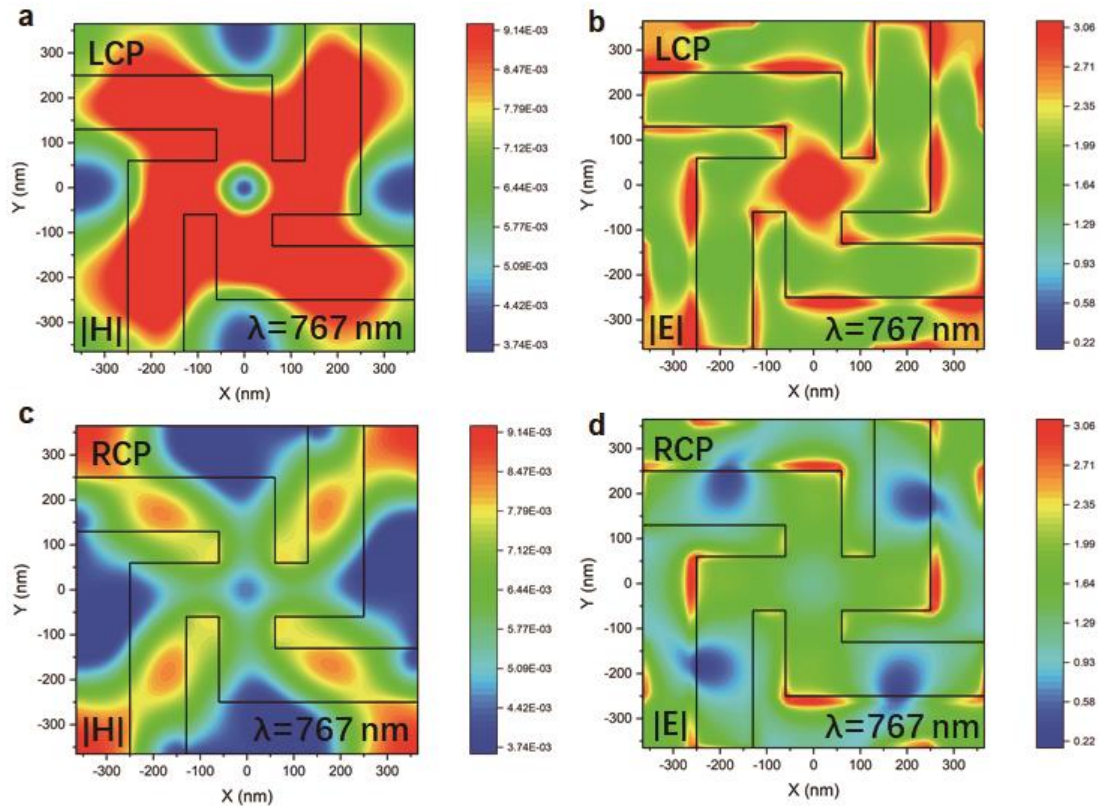 a
LCP
|H|
λ=767 nm
300
200
100
0
-100
-200
-300
Y (nm)
-300 -200 -100 0 100 200 300
X (nm)
9.14E-03
8.47E-03
7.79E-03
7.12E-03
6.44E-03
5.77E-03
5.09E-03
4.42E-03
3.74E-03
b
LCP
|E|
λ=767 nm
300
200
100
0
-100
-200
-300
Y (nm)
-300 -200 -100 0 100 200 300
X (nm)
3.06
2.71
2.35
1.99
1.64
1.28
0.93
0.58
0.22
c
RCP
|H|
λ=767 nm
300
200
100
0
-100
-200
-300
Y (nm)
-300 -200 -100 0 100 200 300
X (nm)
9.14E-03
8.47E-03
7.79E-03
7.12E-03
6.44E-03
5.77E-03
5.09E-03
4.42E-03
3.74E-03
d
RCP
|E|
λ=767 nm
300
200
100
0
-100
-200
-300
Y (nm)
-300 -200 -100 0 100 200 300
X (nm)
3.06
2.71
2.35
1.99
1.64
1.28
0.93
0.58
0.22